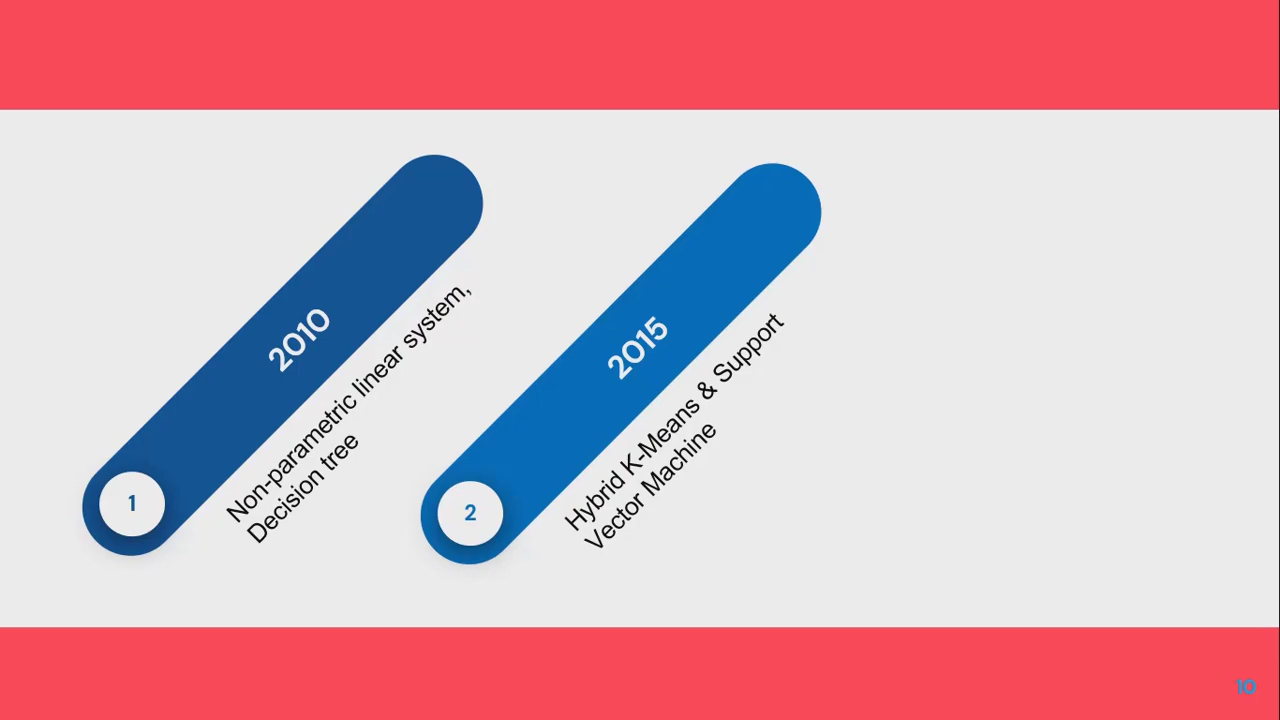 2010
Non-parametric linear system,
Decision tree
1
2015
Hybrid K-Means & Support
Vector Machine
2
10